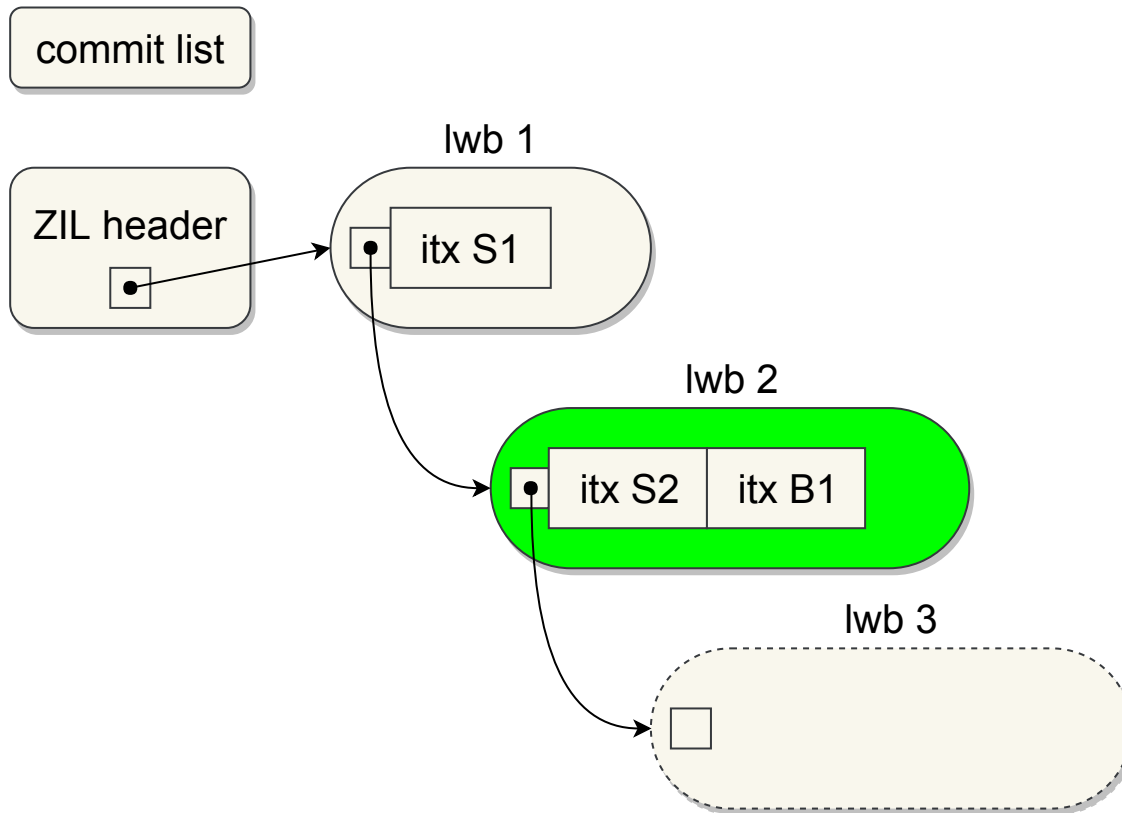 commit list
lwb 1
ZIL header
itx S1
lwb 2
itx S2 itx B1
lwb 3